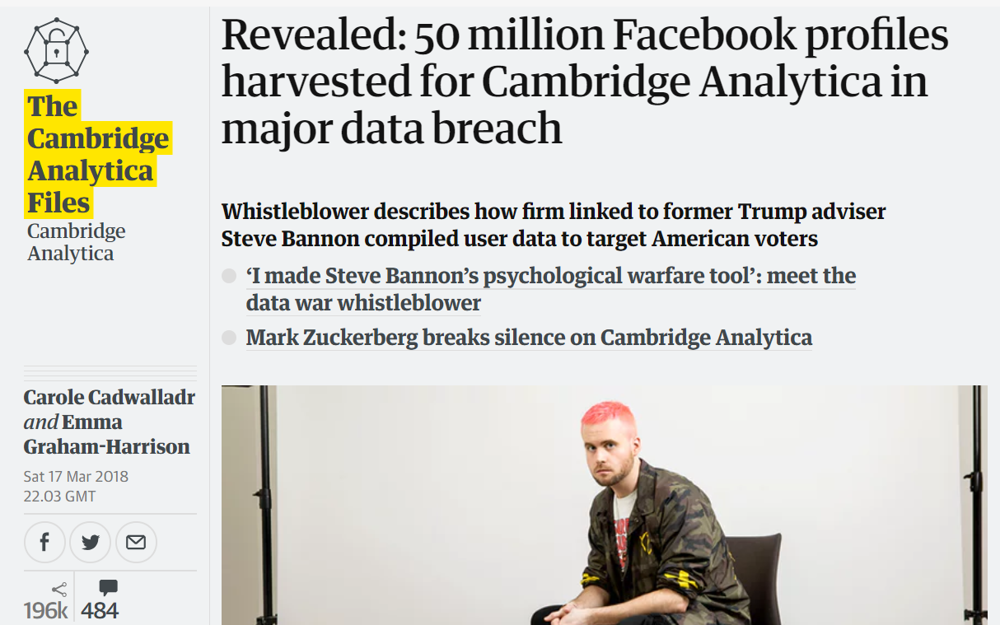 The
Cambridge
Analytica
Files
Cambridge
Analytica
Revealed: 50 million Facebook profiles
harvested for Cambridge Analytica in
major data breach
Whistleblower describes how firm linked to former Trump adviser
Steve Bannon compiled user data to target American voters
‘I made Steve Bannon’s psychological warfare tool’: meet the
data war whistleblower
Mark Zuckerberg breaks silence on Cambridge Analytica
Carole Cadwalladr
and Emma
Graham-Harrison
Sat 17 Mar 2018
22.03 GMT
196k 484